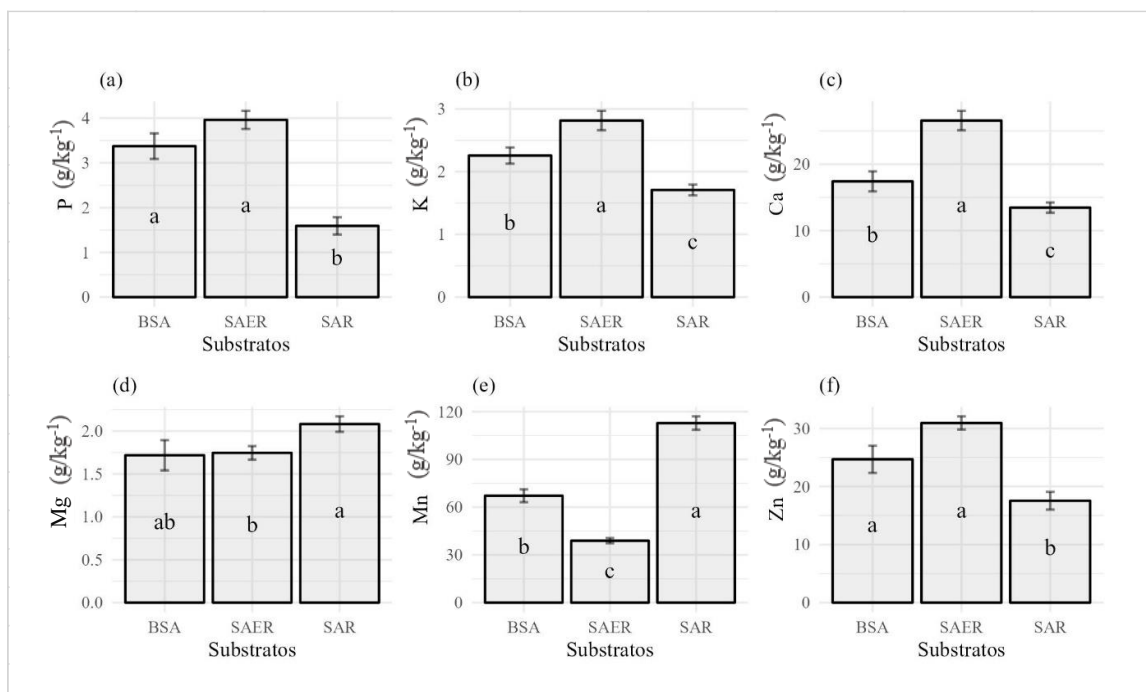 (a)
P (g/kg⁻¹)
4
3
2
1
0
a
a
b
BSA SAER SAR
Substratos
(b)
K (g/kg⁻¹)
3
2
1
0
b
a
c
BSA SAER SAR
Substratos
(c)
Ca (g/kg⁻¹)
20
10
0
b
a
c
BSA SAER SAR
Substratos
(d)
Mg (g/kg⁻¹)
2.0
1.5
1.0
0.5
0.0
ab
b
a
BSA SAER SAR
Substratos
(e)
Mn (g/kg⁻¹)
120
90
60
30
0
b
c
a
BSA SAER SAR
Substratos
(f)
Zn (g/kg⁻¹)
30
20
10
0
a
a
b
BSA SAER SAR
Substratos